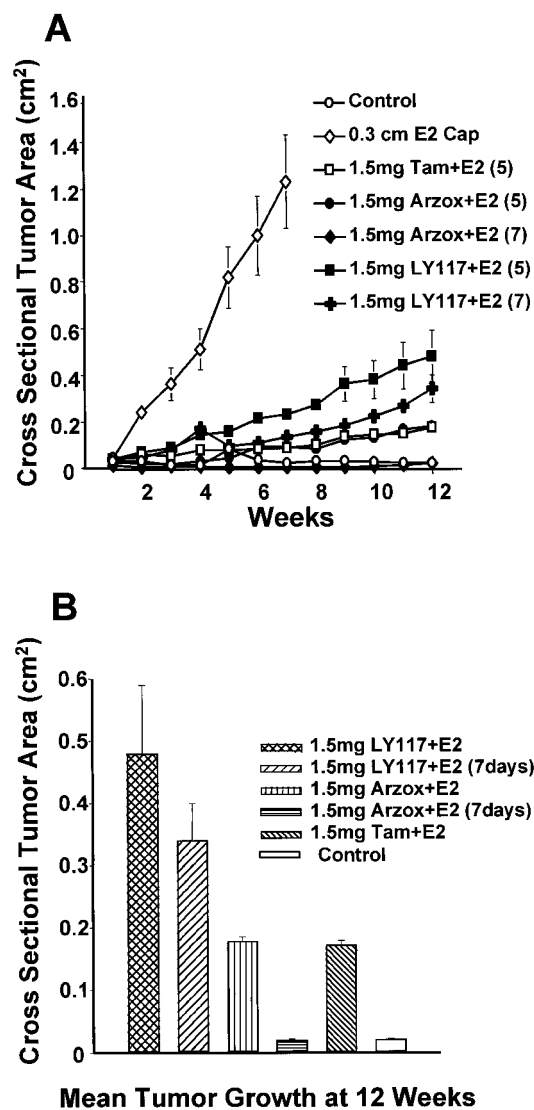 A
Cross Sectional Tumor Area (cm²)
1.6
1.4
1.2
1.0
0.8
0.6
0.4
0.2
0
2 4 6 8 10 12
Weeks
Control
0.3 cm E2 Cap
1.5mg Tam+E2 (5)
1.5mg Arzox+E2 (5)
1.5mg Arzox+E2 (7)
1.5mg LY117+E2 (5)
1.5mg LY117+E2 (7)
B
Cross Sectional Tumor Area (cm²)
0.6
0.5
0.4
0.3
0.2
0.1
0
1.5mg LY117+E2
1.5mg LY117+E2 (7days)
1.5mg Arzox+E2
1.5mg Arzox+E2 (7days)
1.5mg Tam+E2
Control
Mean Tumor Growth at 12 Weeks